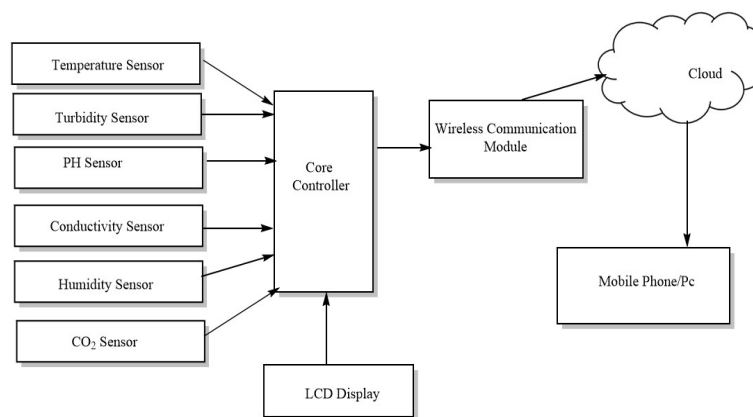 Temperature Sensor
Turbidity Sensor
PH Sensor
Conductivity Sensor
Humidity Sensor
CO₂ Sensor
Core
Controller
LCD Display
Wireless Communication
Module
Cloud
Mobile Phone/Pc